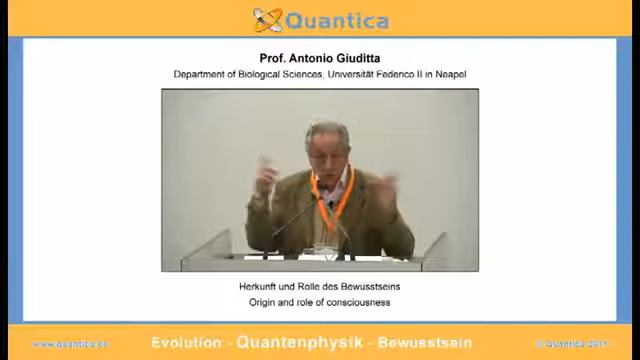 Quantica
Prof. Antonio Giuditta
Department of Biological Sciences, Universität Federico II in Neapel
Herkunft und Rolle des Bewusstseins
Origin and role of consciousness
www.quantica.de Evolution - Quantenphysik - Bewusstsein © Quantica 2011